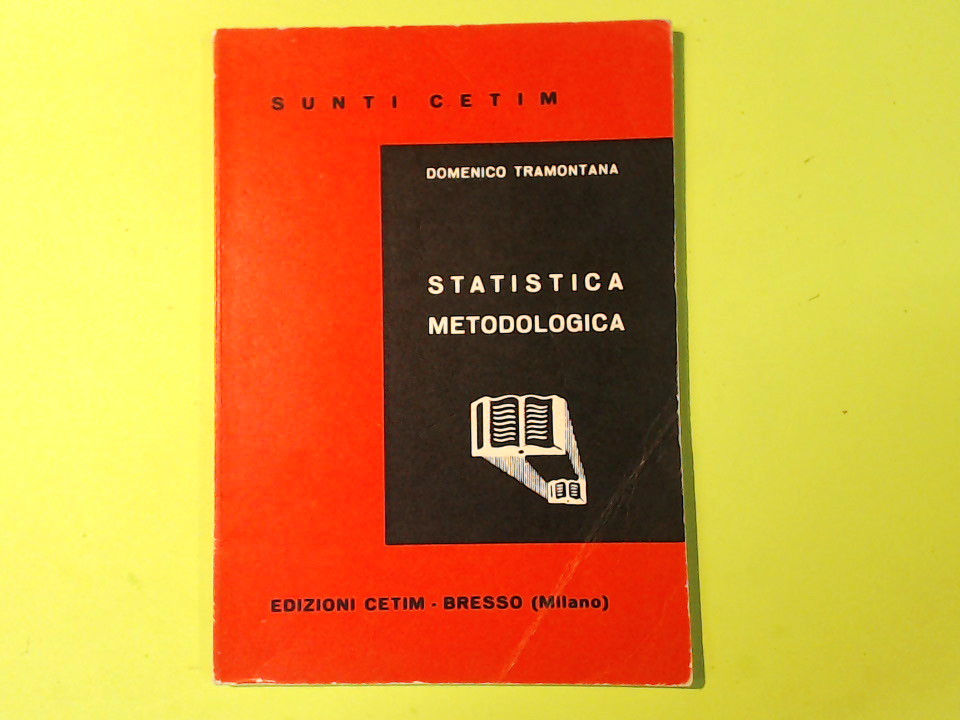 SUNTI CETIM
DOMENICO TRAMONTANA
STATISTICA
METODOLOGICA
EDIZIONI CETIM - BRESSO (Milano)